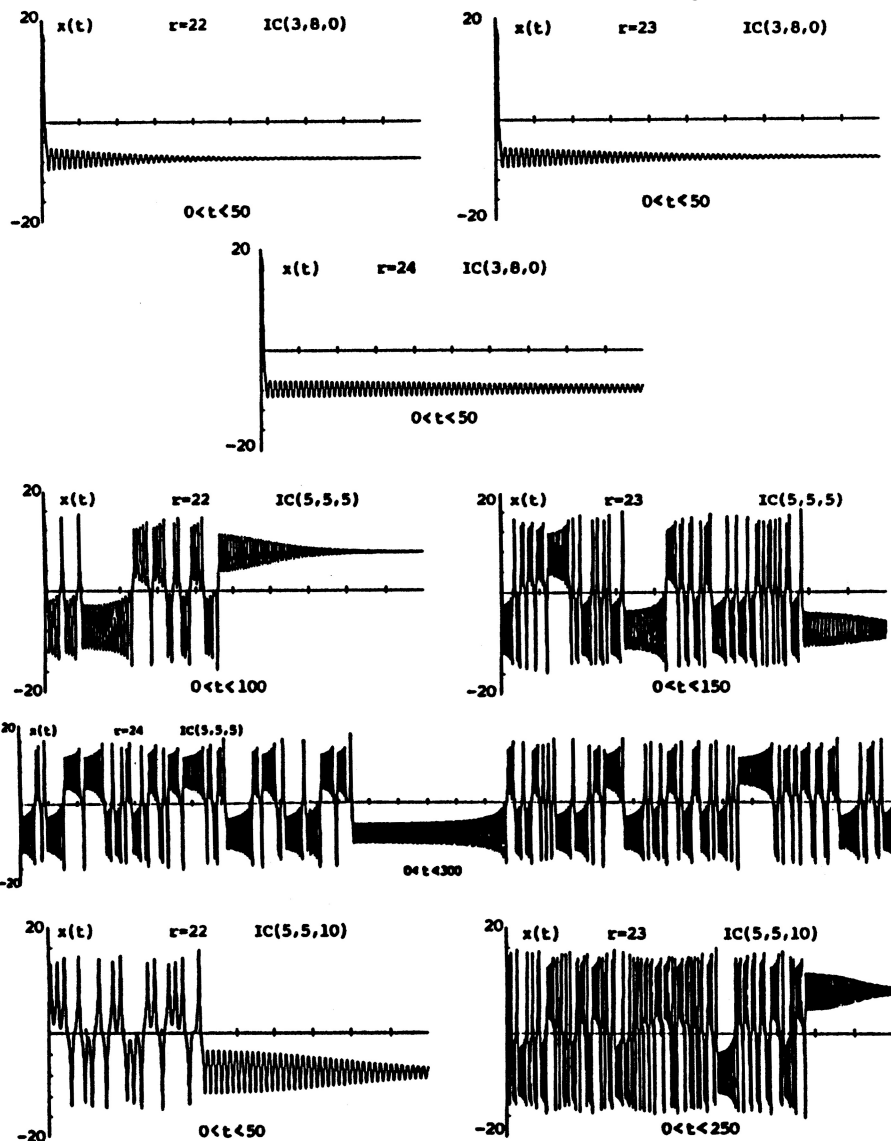 20
x(t) r=22 IC(3,8,0)
0<t<50
-20
20
x(t) r=23 IC(3,8,0)
0<t<50
-20
20
x(t) r=24 IC(3,8,0)
0<t<50
-20
20
x(t) r=22 IC(5,5,5)
0<t<100
-20
20
x(t) r=23 IC(5,5,5)
0<t<150
-20
20
x(t) r=24 IC(5,5,5)
0<t<300
-20
20
x(t) r=22 IC(5,5,10)
0<t<50
-20
20
x(t) r=23 IC(5,5,10)
0<t<250
-20